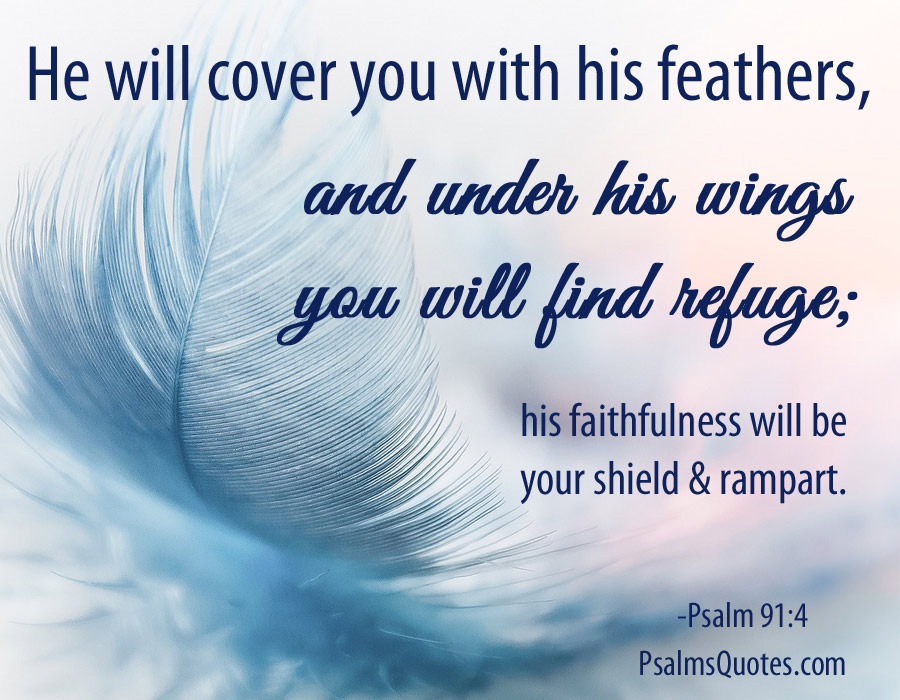 He will cover you with his feathers,
and under his wings
you will find refuge;
his faithfulness will be
your shield & rampart.
-Psalm 91:4
PsalmsQuotes.com